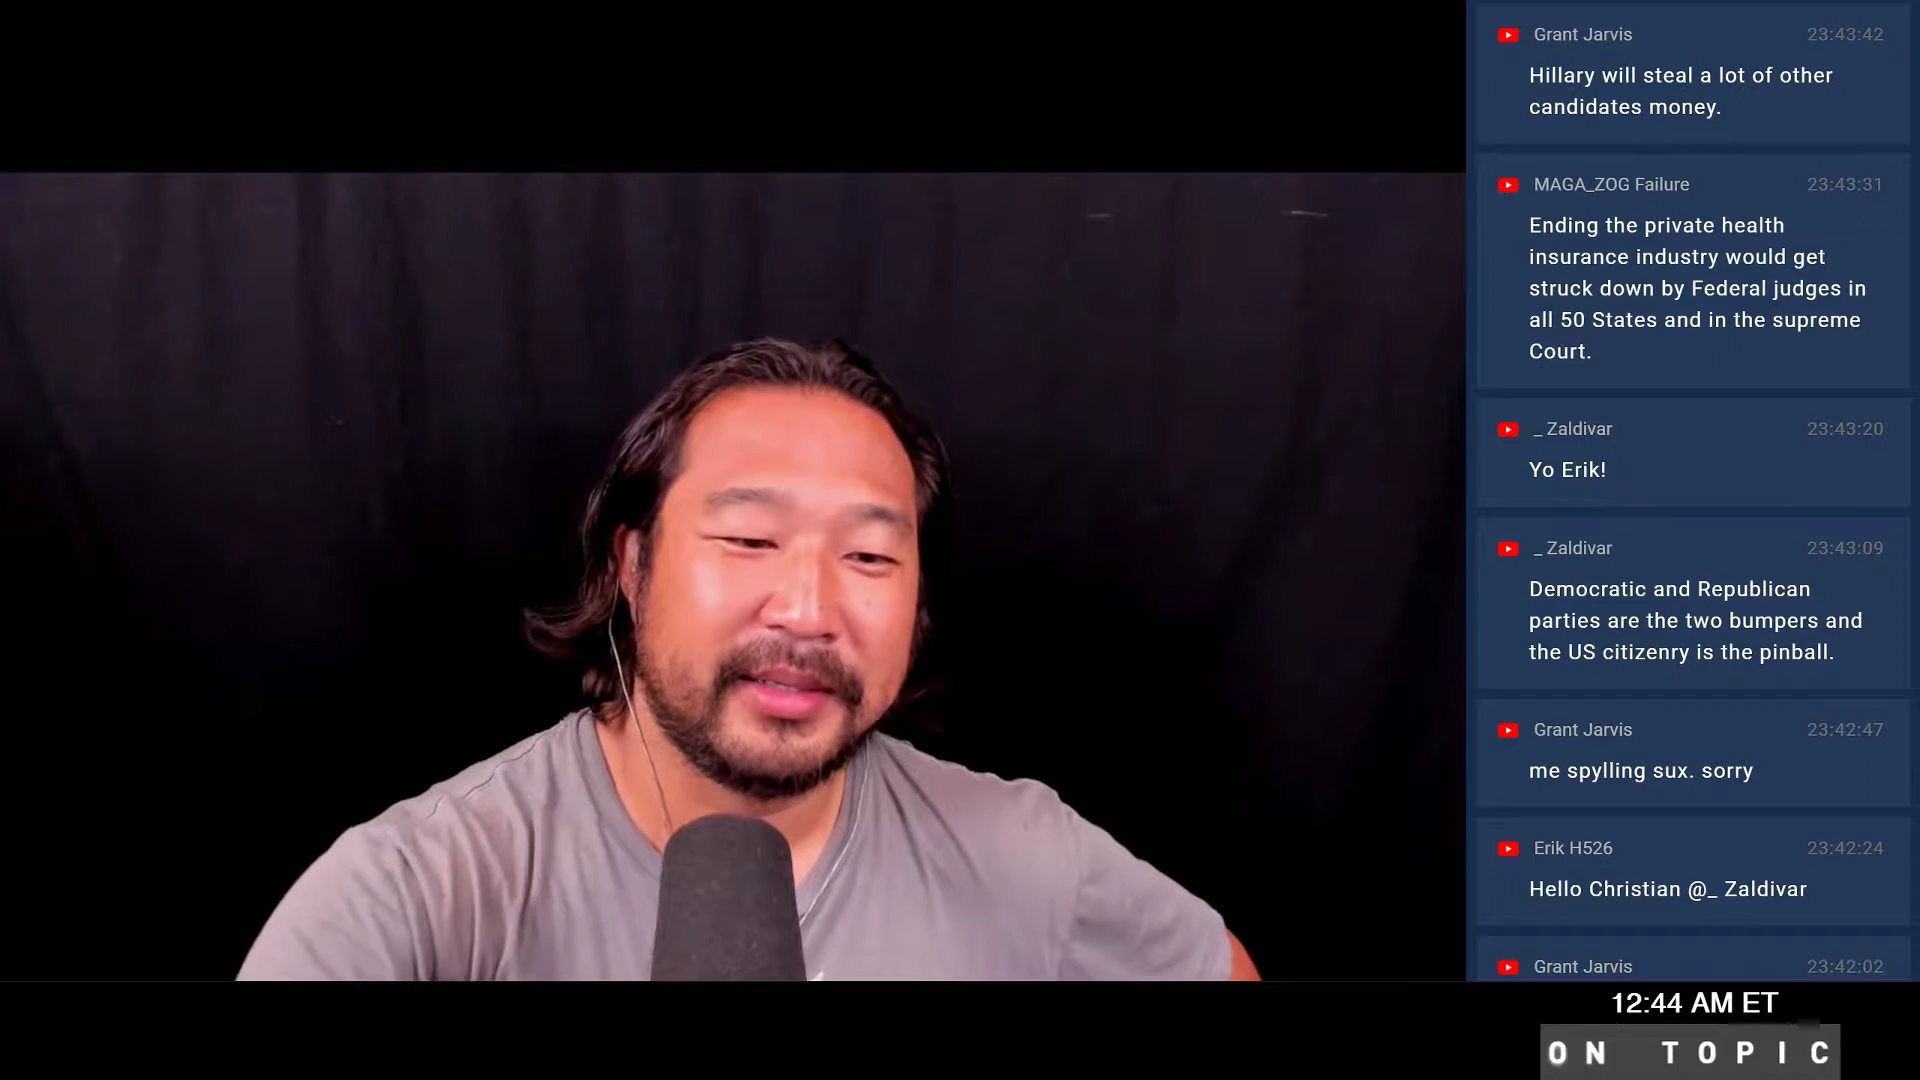 Grant Jarvis 23:43:42
Hillary will steal a lot of other
candidates money.
MAGA_ZOG Failure 23:43:31
Ending the private health
insurance industry would get
struck down by Federal judges in
all 50 States and in the supreme
Court.
_ Zaldivar 23:43:20
Yo Erik!
_ Zaldivar 23:43:09
Democratic and Republican
parties are the two bumpers and
the US citizenry is the pinball.
Grant Jarvis 23:42:47
me spylling sux. sorry
Erik H526 23:42:24
Hello Christian @_ Zaldivar
Grant Jarvis 23:42:02
12:44 AM ET
ON TOPIC